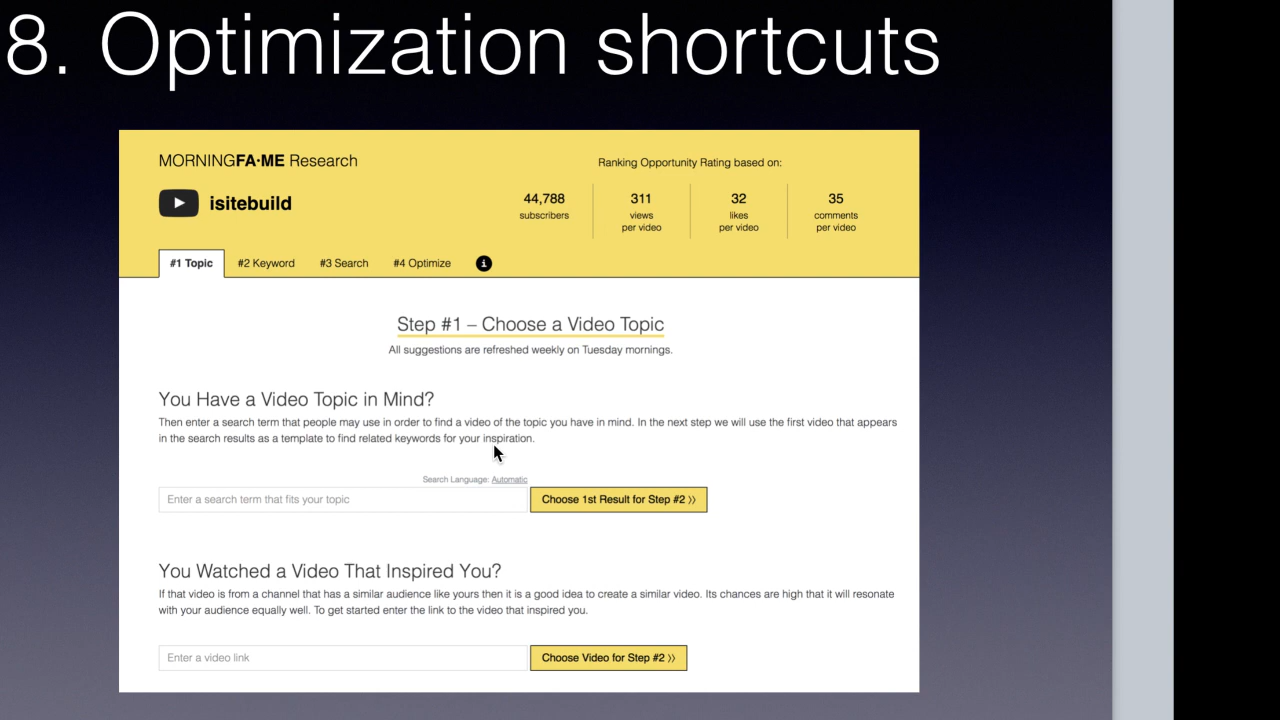 8. Optimization shortcuts
MORNINGFA·ME Research
Ranking Opportunity Rating based on:
isitebuild
44,788
subscribers
311
views
per video
32
likes
per video
35
comments
per video
#1 Topic
#2 Keyword
#3 Search
#4 Optimize
i
Step #1 – Choose a Video Topic
All suggestions are refreshed weekly on Tuesday mornings.
You Have a Video Topic in Mind?
Then enter a search term that people may use in order to find a video of the topic you have in mind. In the next step we will use the first video that appears
in the search results as a template to find related keywords for your inspiration.
Search Language: Automatic
Enter a search term that fits your topic
Choose 1st Result for Step #2 ⟩⟩
You Watched a Video That Inspired You?
If that video is from a channel that has a similar audience like yours then it is a good idea to create a similar video. Its chances are high that it will resonate
with your audience equally well. To get started enter the link to the video that inspired you.
Enter a video link
Choose Video for Step #2 ⟩⟩